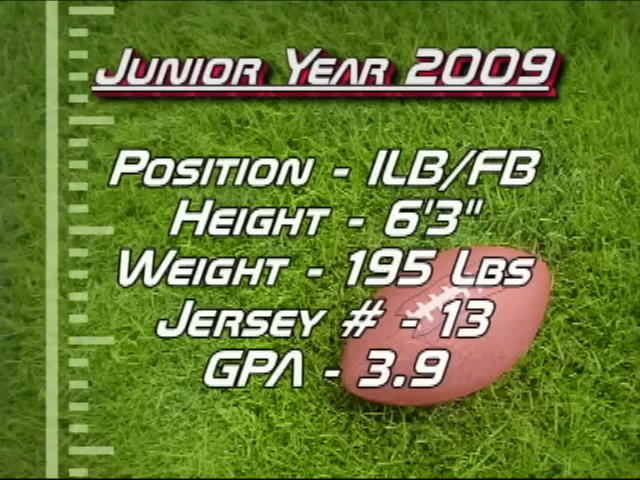 Junior Year 2009
Position - ILB/FB
Height - 6'3"
Weight - 195 Lbs
Jersey # - 13
GPA - 3.9